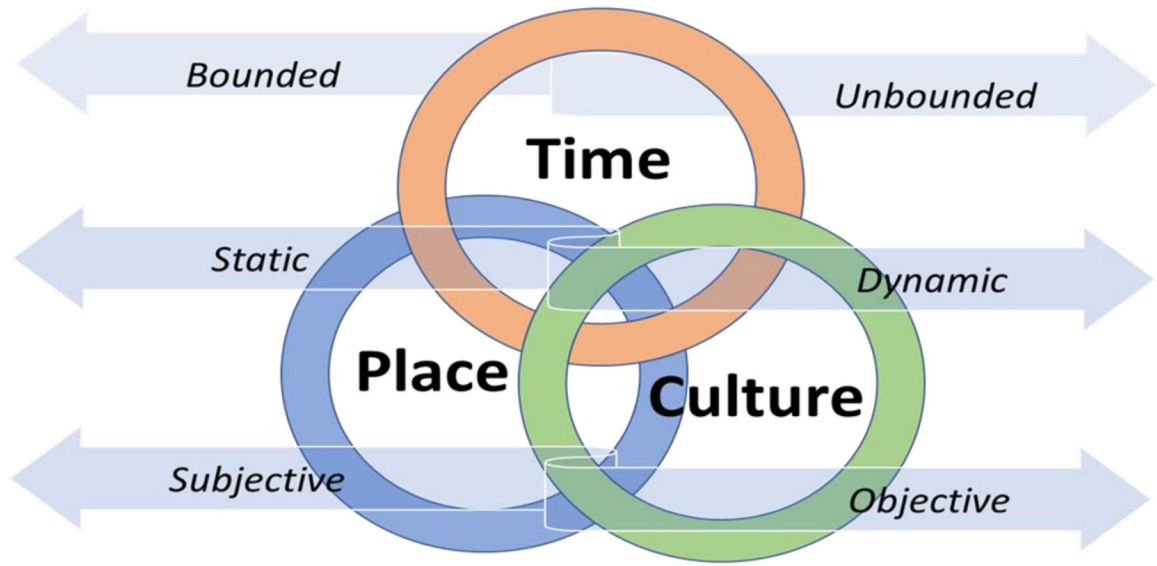 Bounded
Unbounded
Time
Static
Dynamic
Place
Culture
Subjective
Objective